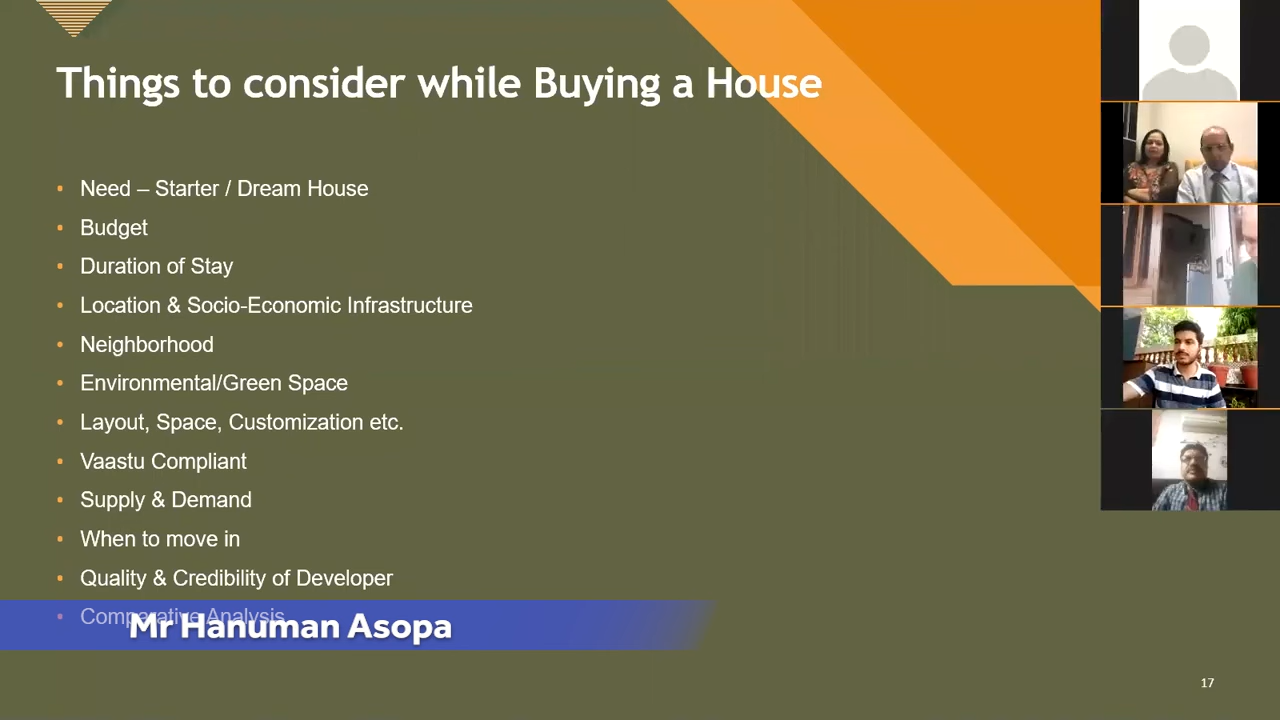 Things to consider while Buying a House
• Need – Starter / Dream House
• Budget
• Duration of Stay
• Location & Socio-Economic Infrastructure
• Neighborhood
• Environmental/Green Space
• Layout, Space, Customization etc.
• Vaastu Compliant
• Supply & Demand
• When to move in
• Quality & Credibility of Developer
• Comparative Analysis
Mr Hanuman Asopa
17